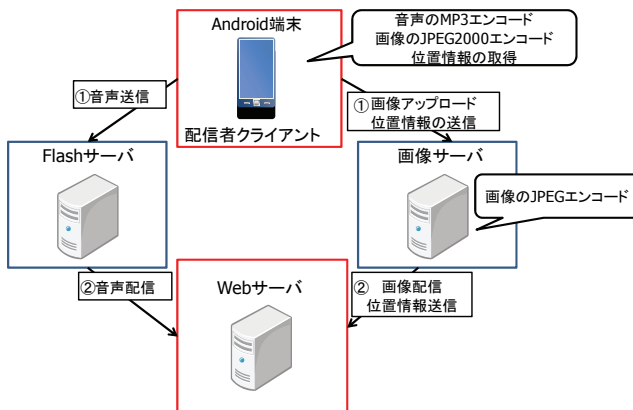 Android端末
音声のMP3エンコード
画像のJPEG2000エンコード
位置情報の取得
①音声送信
①画像アップロード
位置情報の送信
配信者クライアント
Flashサーバ
画像サーバ
画像のJPEGエンコード
②音声配信
Webサーバ
② 画像配信
位置情報送信